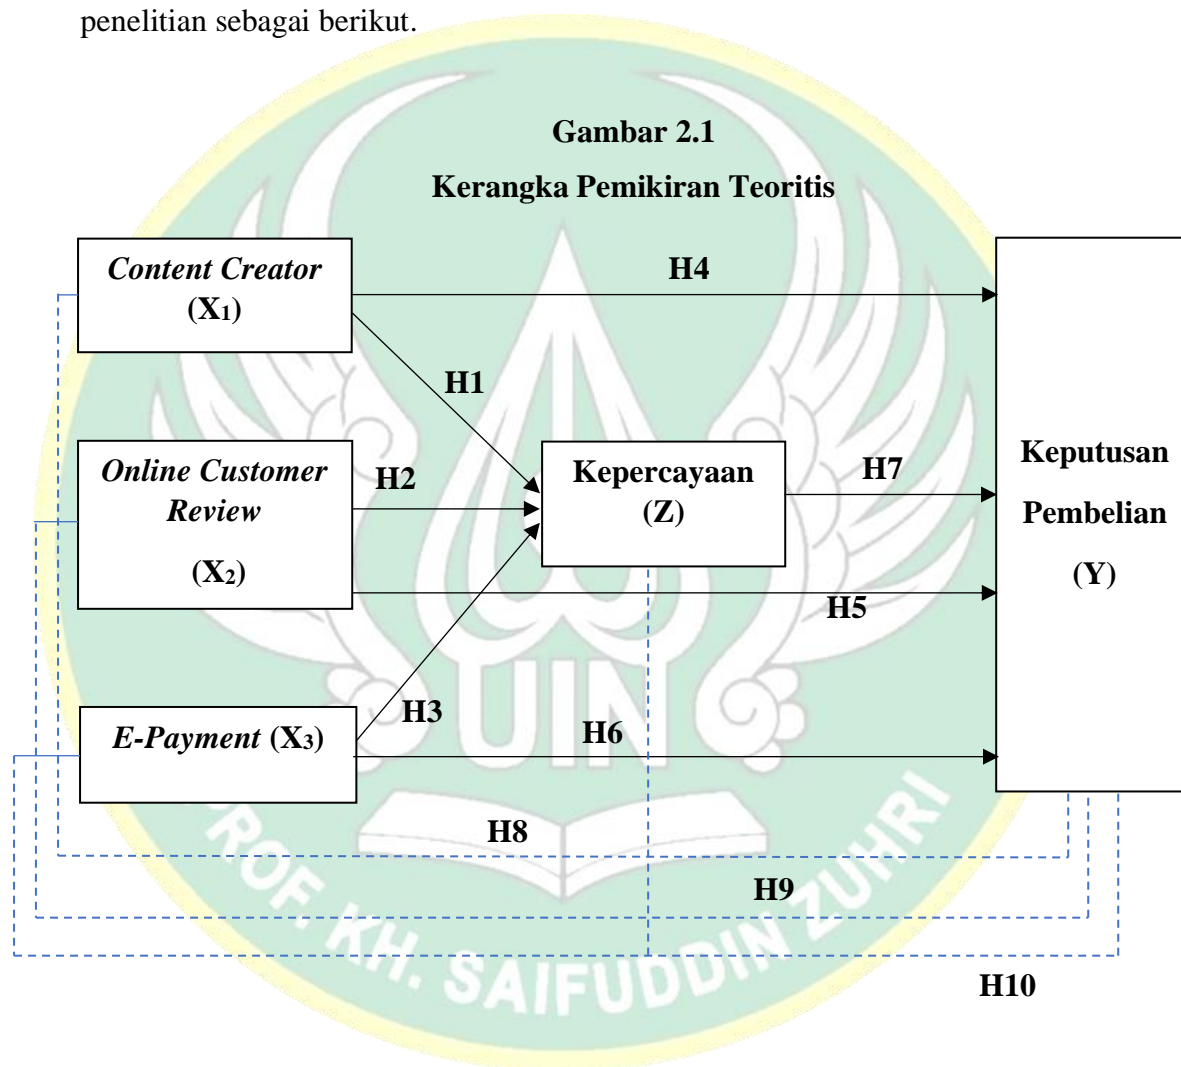 penelitian sebagai berikut.
Gambar 2.1
Kerangka Pemikiran Teoritis
Content Creator
(X₁)
H4
H1
Online Customer
Review
(X₂)
H2
Kepercayaan
(Z)
H7
Keputusan
Pembelian
(Y)
H5
H3
E-Payment (X₃)
H6
UIN
H8
H9
H10
PROF. KH. SAIFUDDIN ZUHRI